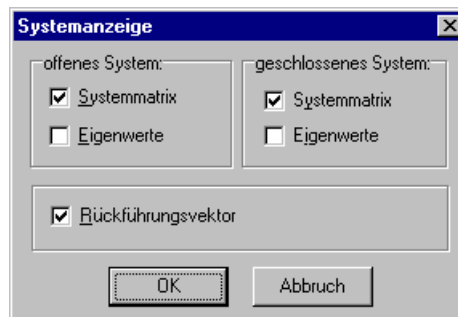 Systemanzeige
offenes System:
Systemmatrix
Eigenwerte
geschlossenes System:
Systemmatrix
Eigenwerte
Rückführungsvektor
OK
Abbruch